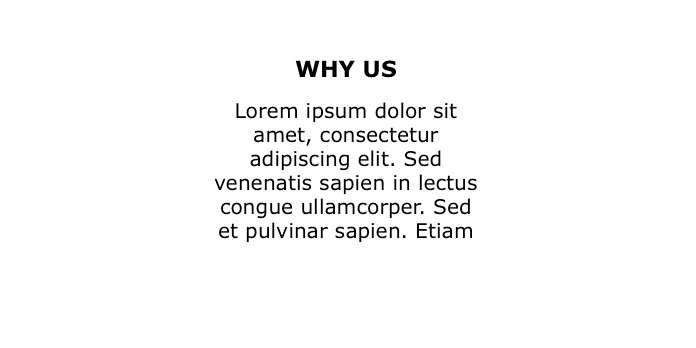 WHY US
Lorem ipsum dolor sit
amet, consectetur
adipiscing elit. Sed
venenatis sapien in lectus
congue ullamcorper. Sed
et pulvinar sapien. Etiam